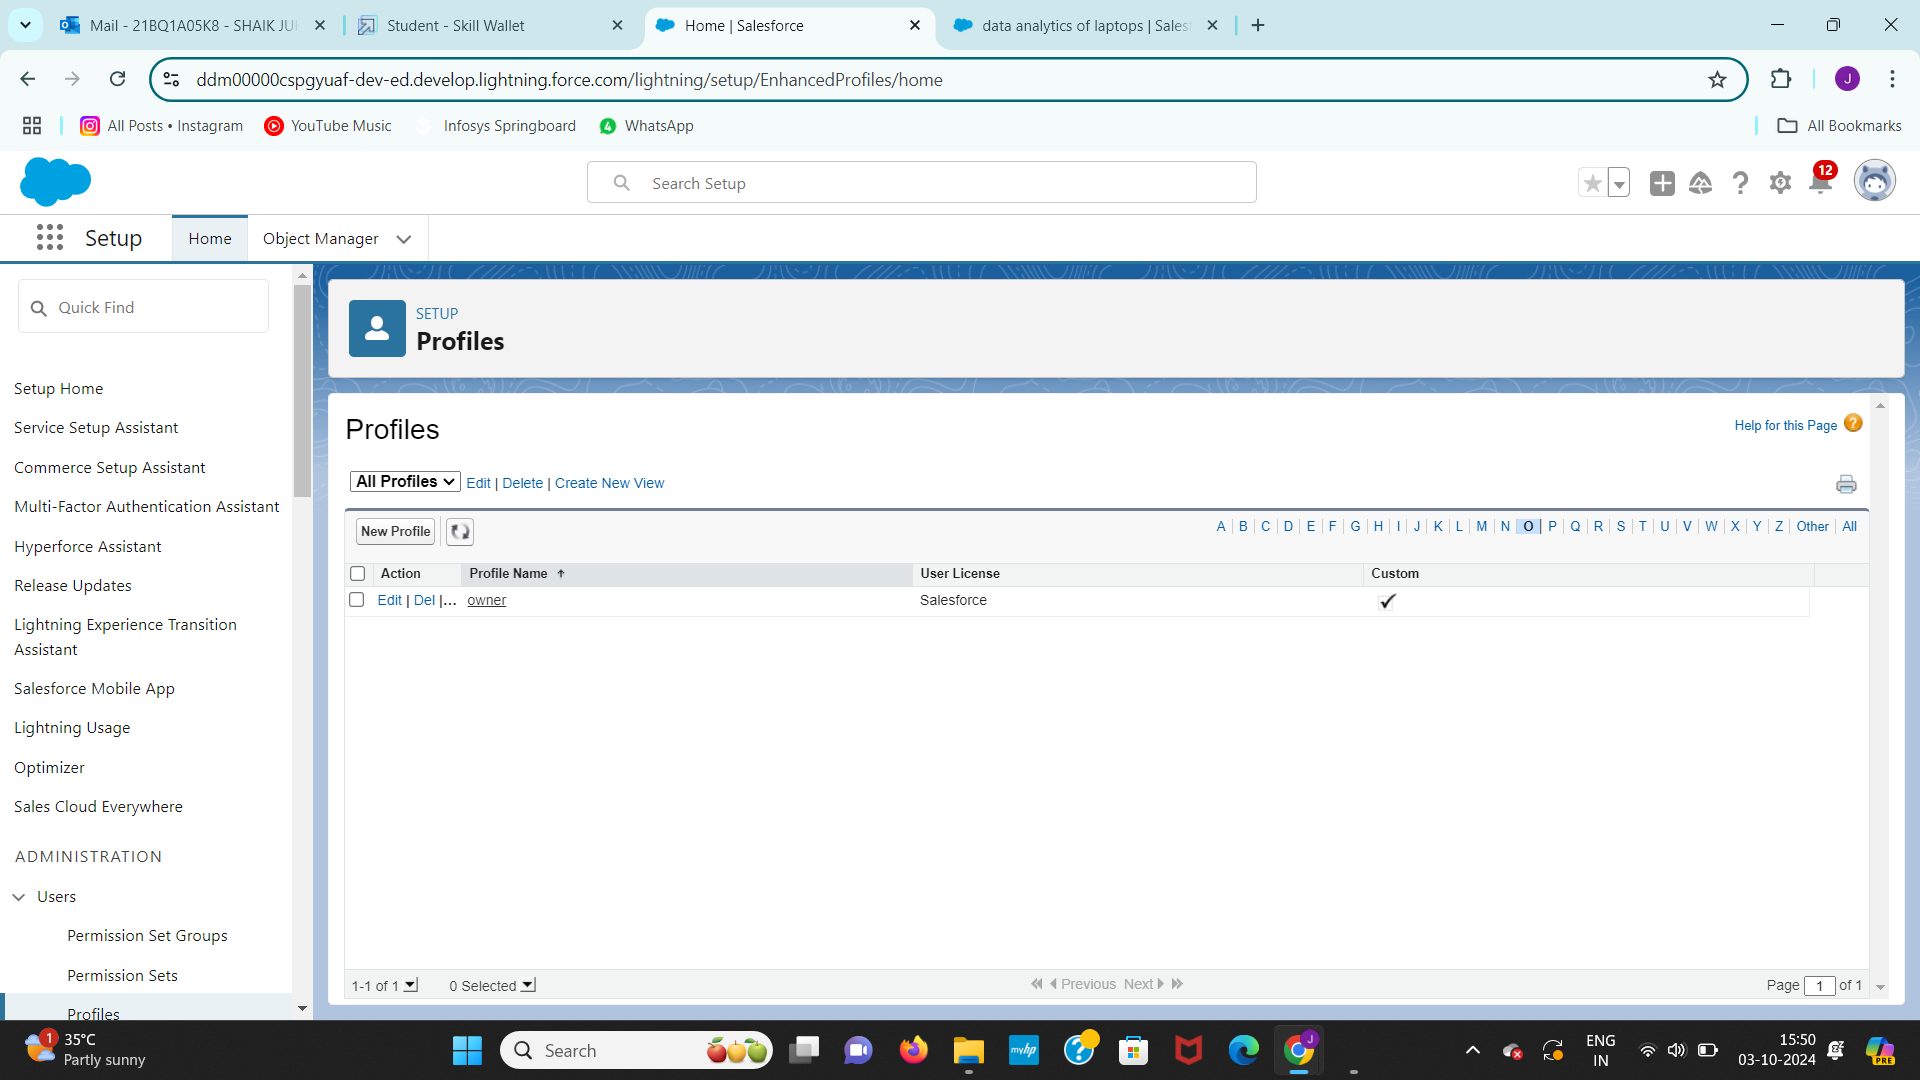 Mail - 21BQ1A05K8 - SHAIK JU
Student - Skill Wallet
Home | Salesforce
data analytics of laptops | Sales
ddm00000cspgyuaf-dev-ed.develop.lightning.force.com/lightning/setup/EnhancedProfiles/home
J
All Posts • Instagram
YouTube Music
Infosys Springboard
4
WhatsApp
All Bookmarks
Search Setup
12
Setup
Home
Object Manager
Quick Find
SETUP
Profiles
Setup Home
Service Setup Assistant
Commerce Setup Assistant
Multi-Factor Authentication Assistant
Hyperforce Assistant
Release Updates
Lightning Experience Transition
Assistant
Salesforce Mobile App
Lightning Usage
Optimizer
Sales Cloud Everywhere
ADMINISTRATION
Users
Permission Set Groups
Permission Sets
Profiles
Profiles
Help for this Page ?
All Profiles Edit | Delete | Create New View
New Profile
A | B | C | D | E | F | G | H | I | J | K | L | M | N | O | P | Q | R | S | T | U | V | W | X | Y | Z | Other | All
Action Profile Name ↑ User License Custom
Edit | Del |... owner Salesforce ✓
1-1 of 1 0 Selected Previous Next Page 1 of 1
1
35°C
Partly sunny
Search
myhp
?
J
ENG
IN
15:50
03-10-2024
PRE